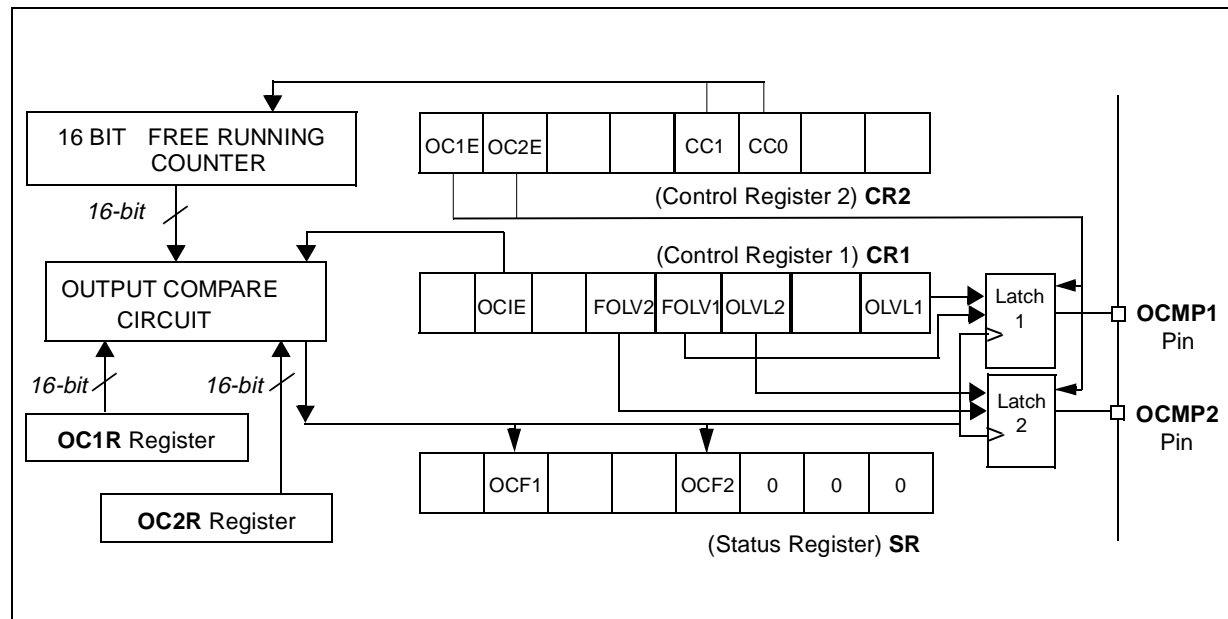 16 BIT FREE RUNNING
COUNTER
OC1E OC2E CC1 CC0
(Control Register 2) CR2
16-bit
(Control Register 1) CR1
OUTPUT COMPARE
CIRCUIT
OCIE FOLV2 FOLV1 OLVL2 OLVL1
Latch
1
OCMP1
Pin
16-bit
16-bit
Latch
2
OCMP2
Pin
OC1R Register
OCF1 OCF2 0 0 0
OC2R Register
(Status Register) SR